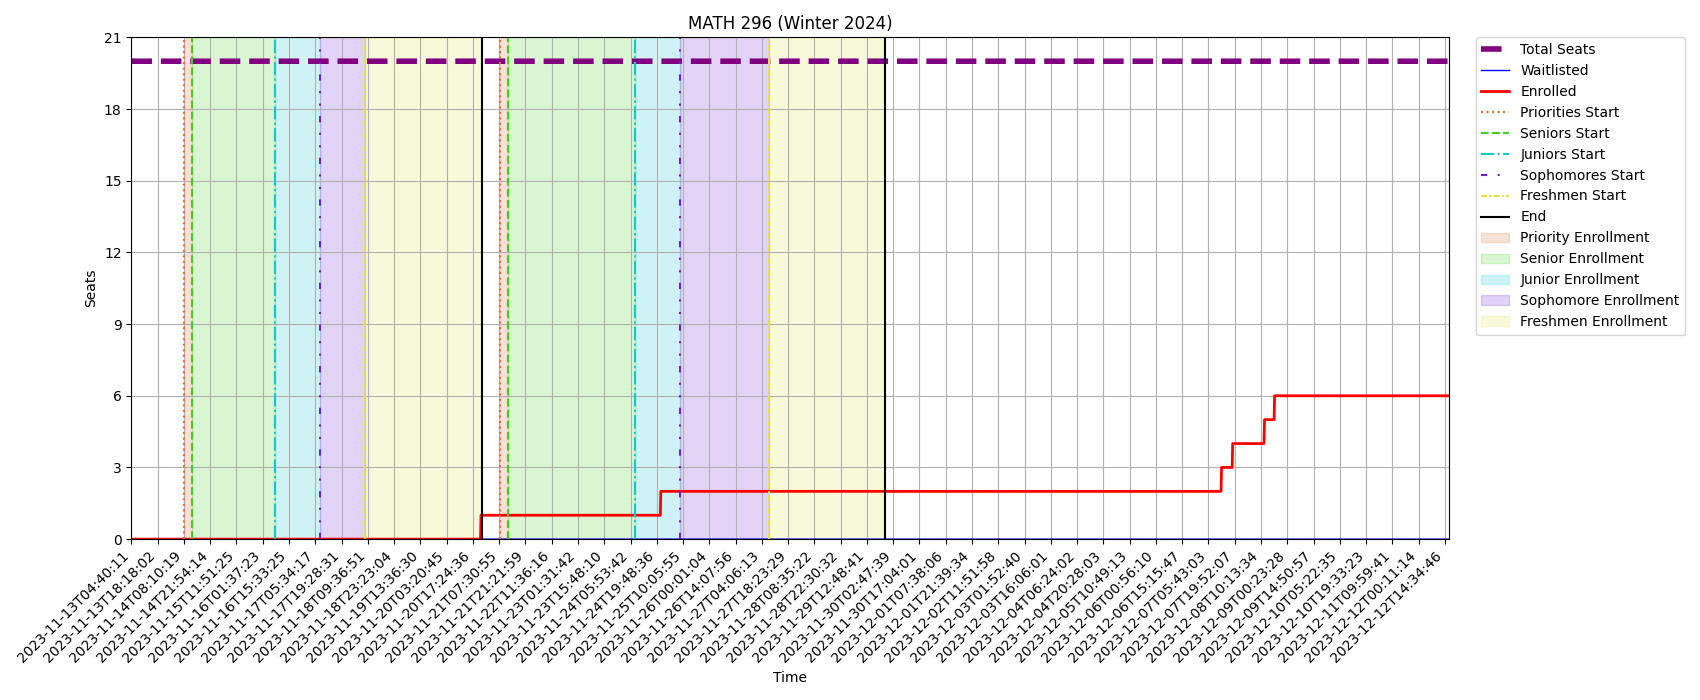 MATH 296 (Winter 2024)
21
18
15
12
9
6
3
0
Seats
2023-11-13T04:40:11
2023-11-13T18:18:02
2023-11-14T08:10:19
2023-11-14T21:54:14
2023-11-15T11:51:25
2023-11-16T01:37:23
2023-11-16T15:33:25
2023-11-17T05:34:17
2023-11-17T19:28:31
2023-11-18T09:36:51
2023-11-18T23:23:04
2023-11-19T13:36:30
2023-11-20T03:20:45
2023-11-20T17:24:36
2023-11-21T07:30:55
2023-11-21T21:21:59
2023-11-22T11:36:16
2023-11-23T01:31:42
2023-11-23T15:48:10
2023-11-24T05:53:42
2023-11-24T19:48:36
2023-11-25T10:05:55
2023-11-26T00:01:04
2023-11-26T14:07:56
2023-11-27T04:06:13
2023-11-27T18:23:29
2023-11-28T08:35:22
2023-11-28T22:30:32
2023-11-29T12:48:41
2023-11-30T02:47:39
2023-11-30T17:04:01
2023-12-01T07:38:06
2023-12-01T21:39:34
2023-12-02T11:51:58
2023-12-03T01:52:40
2023-12-03T16:06:01
2023-12-04T06:24:02
2023-12-04T20:28:03
2023-12-05T10:49:13
2023-12-06T00:56:10
2023-12-06T15:15:47
2023-12-07T05:43:03
2023-12-07T19:52:07
2023-12-08T10:13:34
2023-12-09T00:23:28
2023-12-09T14:50:57
2023-12-10T05:22:35
2023-12-10T19:33:23
2023-12-11T09:59:41
2023-12-12T00:11:14
2023-12-12T14:34:46
Time
Total Seats
Waitlisted
Enrolled
Priorities Start
Seniors Start
Juniors Start
Sophomores Start
Freshmen Start
End
Priority Enrollment
Senior Enrollment
Junior Enrollment
Sophomore Enrollment
Freshmen Enrollment